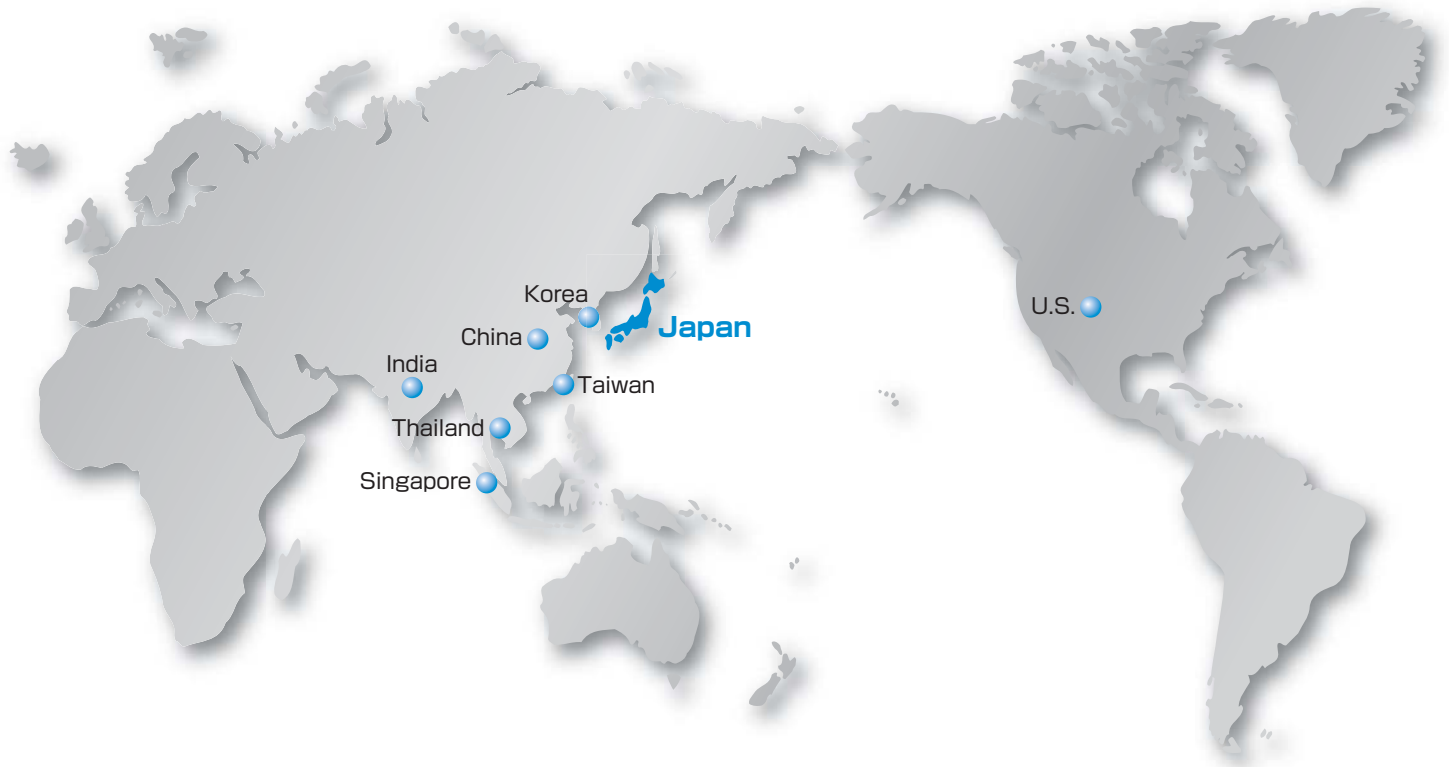 Korea
U.S.
Japan
China
India
Taiwan
Thailand
Singapore